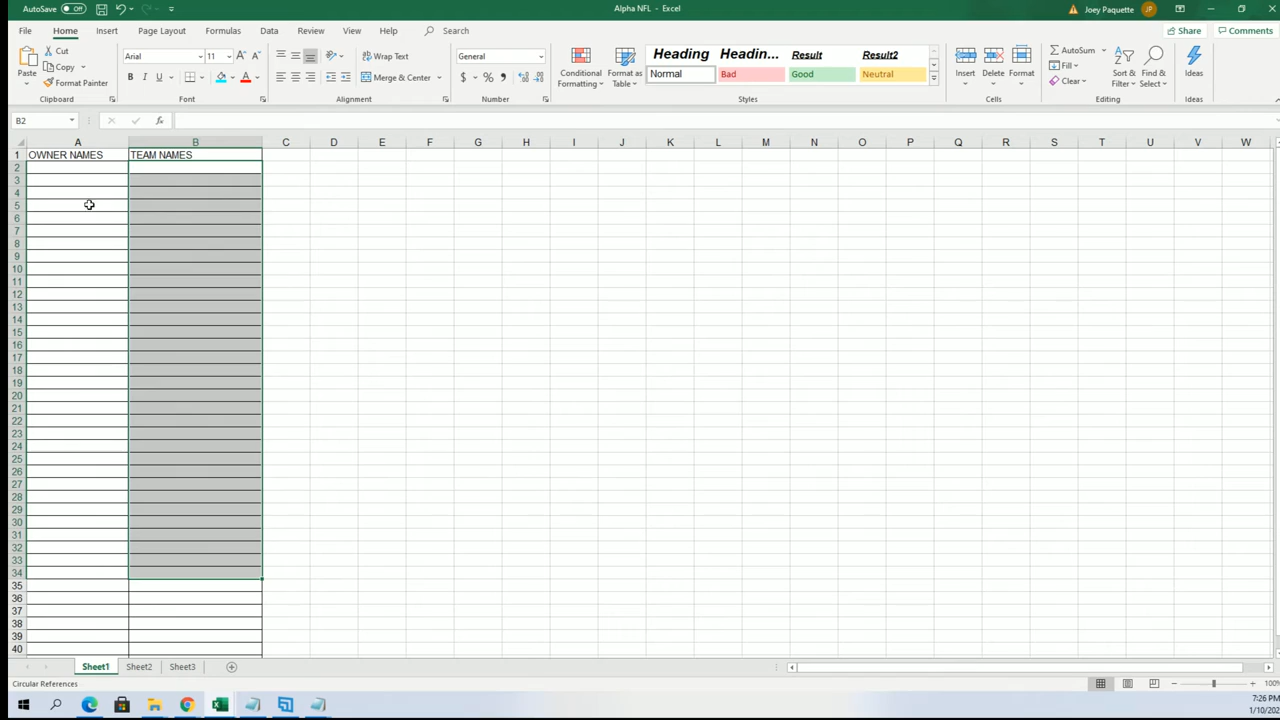 AutoSave Off
Alpha NFL - Excel
Joey Paquette JP
File Home Insert Page Layout Formulas Data Review View Help Search
Share Comments
Paste
Cut
Copy
Format Painter
Clipboard
Arial 11
B I U
Font
Wrap Text
Merge & Center
Alignment
General
$ %
Number
Conditional Formatting
Format as Table
Heading Headin... Result Result2
Normal Bad Good Neutral
Styles
Insert Delete Format
Cells
AutoSum
Fill
Clear
Sort & Filter
Find & Select
Editing
Ideas
Ideas
B2 fx
A B C D E F G H I J K L M N O P Q R S T U V W
1 OWNER NAMES TEAM NAMES
2
3
4
5
6
7
8
9
10
11
12
13
14
15
16
17
18
19
20
21
22
23
24
25
26
27
28
29
30
31
32
33
34
35
36
37
38
39
40
Sheet1 Sheet2 Sheet3
Circular References
100%
7:26 PM
1/10/202